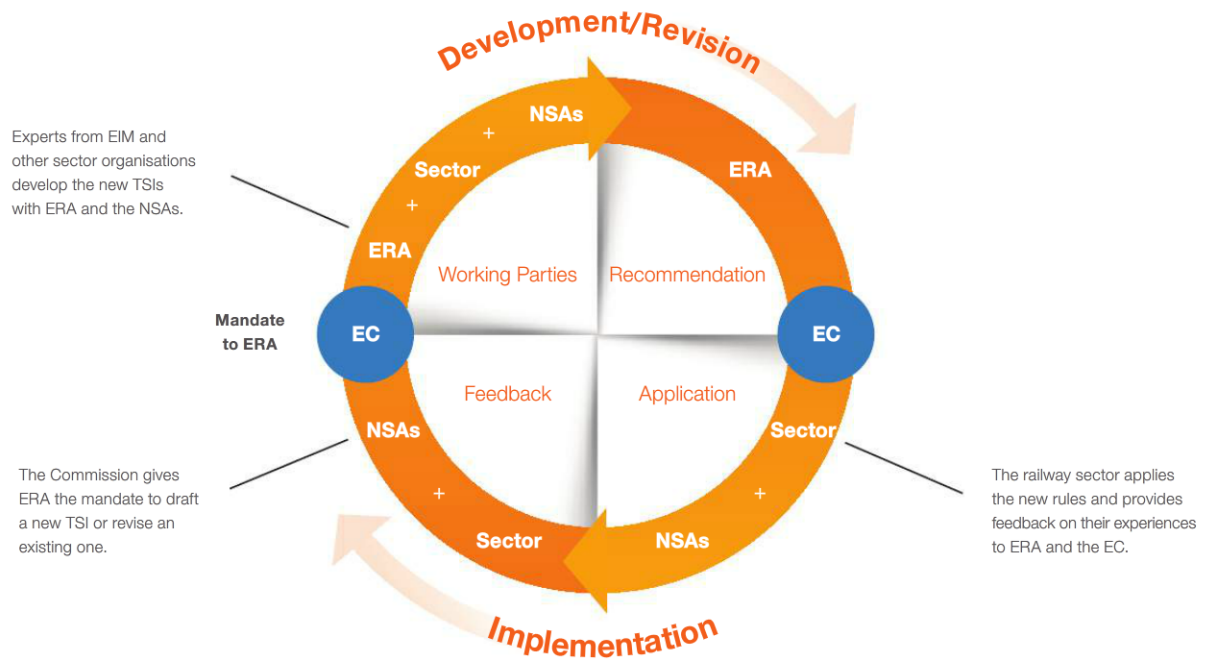 Development/Revision
NSAs
+
Sector
+
ERA
ERA
Experts from EIM and
other sector organisations
develop the new TSIs
with ERA and the NSAs.
Working Parties
Recommendation
Mandate
to ERA
EC
EC
Feedback
Application
NSAs
+
Sector
Sector
+
NSAs
The Commission gives
ERA the mandate to draft
a new TSI or revise an
existing one.
The railway sector applies
the new rules and provides
feedback on their experiences
to ERA and the EC.
Implementation